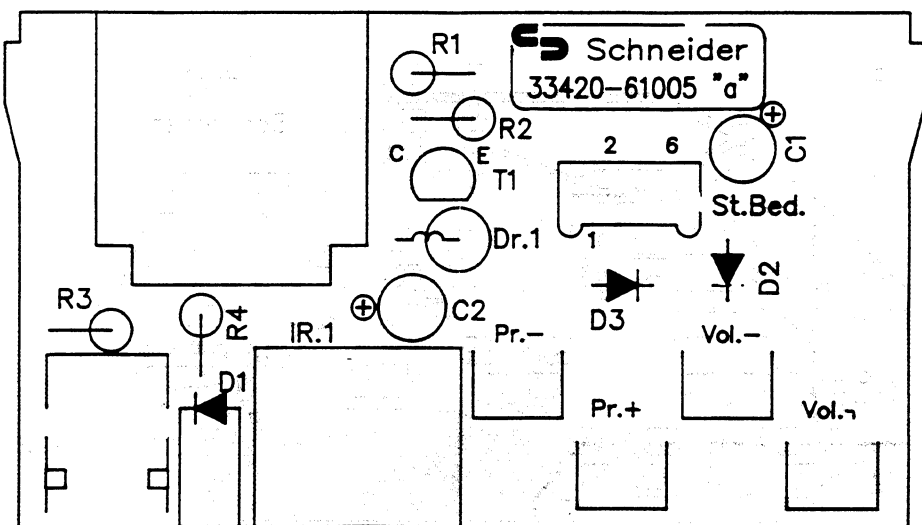 R1
Schneider
33420-61005 "a"
R2
C1
C E
2 6
T1
St.Bed.
Dr.1
1
D2
R3
R4
C2
D3
IR.1
Pr.-
Vol.-
D1
Pr.+
Vol.¬